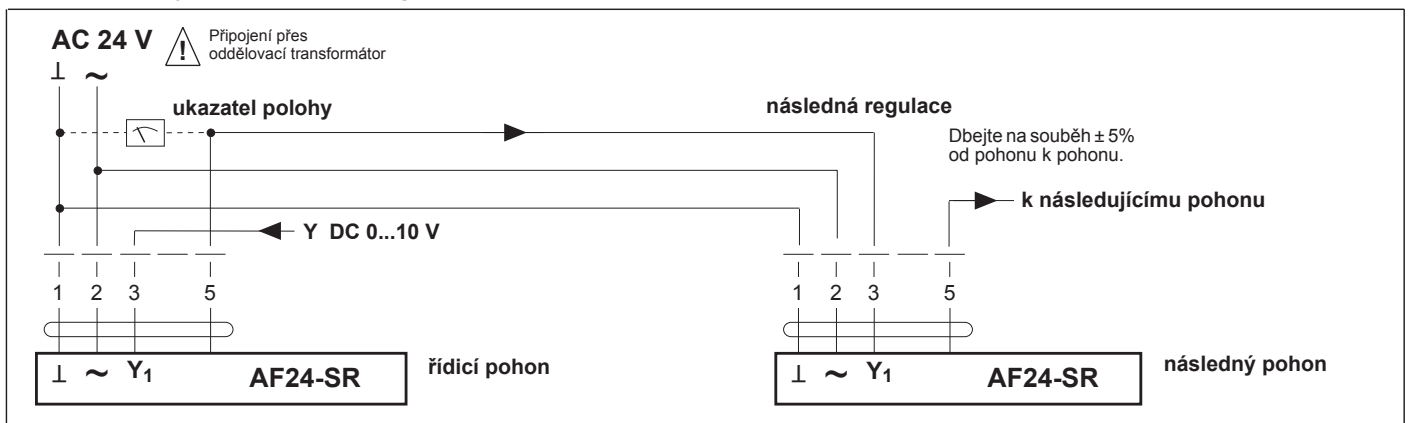 AC 24 V
!
Připojení přes
oddělovací transformátor
⊥ ~
ukazatel polohy
následná regulace
Dbejte na souběh ± 5%
od pohonu k pohonu.
k následujícímu pohonu
Y DC 0...10 V
1 2 3 5
1 2 3 5
⊥ ~ Y1 AF24-SR
řídicí pohon
⊥ ~ Y1 AF24-SR
následný pohon